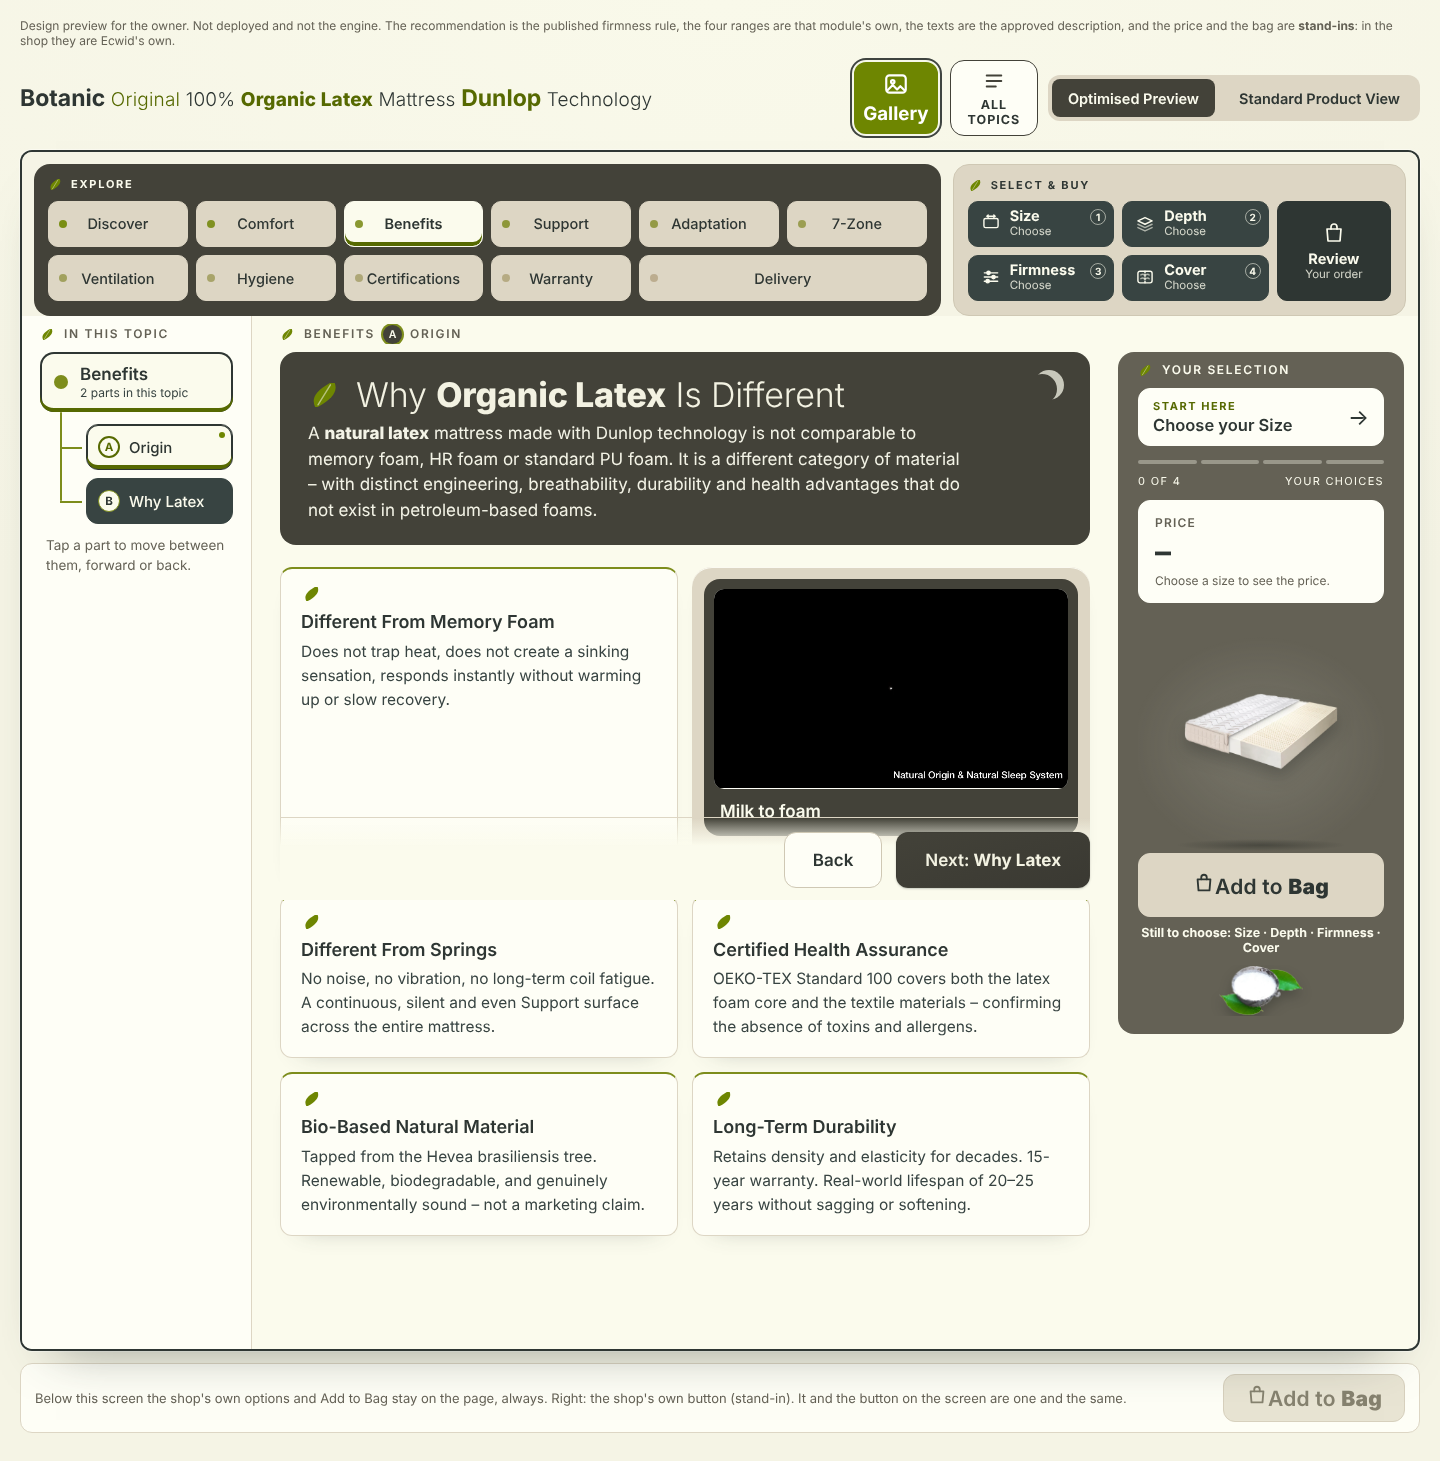 Design preview for the owner. Not deployed and not the engine. The recommendation is the published firmness rule, the four ranges are that module's own, the texts are the approved description, and the price and the bag are stand-ins: in the
shop they are Ecwid's own.
Botanic Original 100% Organic Latex Mattress Dunlop Technology
Gallery
ALL
TOPICS
Optimised Preview
Standard Product View
EXPLORE
Discover
Comfort
Benefits
Support
Adaptation
7-Zone
Ventilation
Hygiene
Certifications
Warranty
Delivery
SELECT & BUY
Size
Choose
1
Depth
Choose
2
Firmness
Choose
3
Cover
Choose
4
Review
Your order
IN THIS TOPIC
Benefits
2 parts in this topic
A Origin
B Why Latex
Tap a part to move between
them, forward or back.
BENEFITS A ORIGIN
Why Organic Latex Is Different
A natural latex mattress made with Dunlop technology is not comparable to
memory foam, HR foam or standard PU foam. It is a different category of material
– with distinct engineering, breathability, durability and health advantages that do
not exist in petroleum-based foams.
Different From Memory Foam
Does not trap heat, does not create a sinking
sensation, responds instantly without warming
up or slow recovery.
Natural Origin & Natural Sleep System
Milk to foam
Back
Next: Why Latex
Different From Springs
No noise, no vibration, no long-term coil fatigue.
A continuous, silent and even Support surface
across the entire mattress.
Certified Health Assurance
OEKO-TEX Standard 100 covers both the latex
foam core and the textile materials – confirming
the absence of toxins and allergens.
Bio-Based Natural Material
Tapped from the Hevea brasiliensis tree.
Renewable, biodegradable, and genuinely
environmentally sound – not a marketing claim.
Long-Term Durability
Retains density and elasticity for decades. 15-
year warranty. Real-world lifespan of 20–25
years without sagging or softening.
YOUR SELECTION
START HERE
Choose your Size
0 OF 4
YOUR CHOICES
PRICE
–
Choose a size to see the price.
Add to Bag
Still to choose: Size · Depth · Firmness ·
Cover
Below this screen the shop's own options and Add to Bag stay on the page, always. Right: the shop's own button (stand-in). It and the button on the screen are one and the same.
Add to Bag